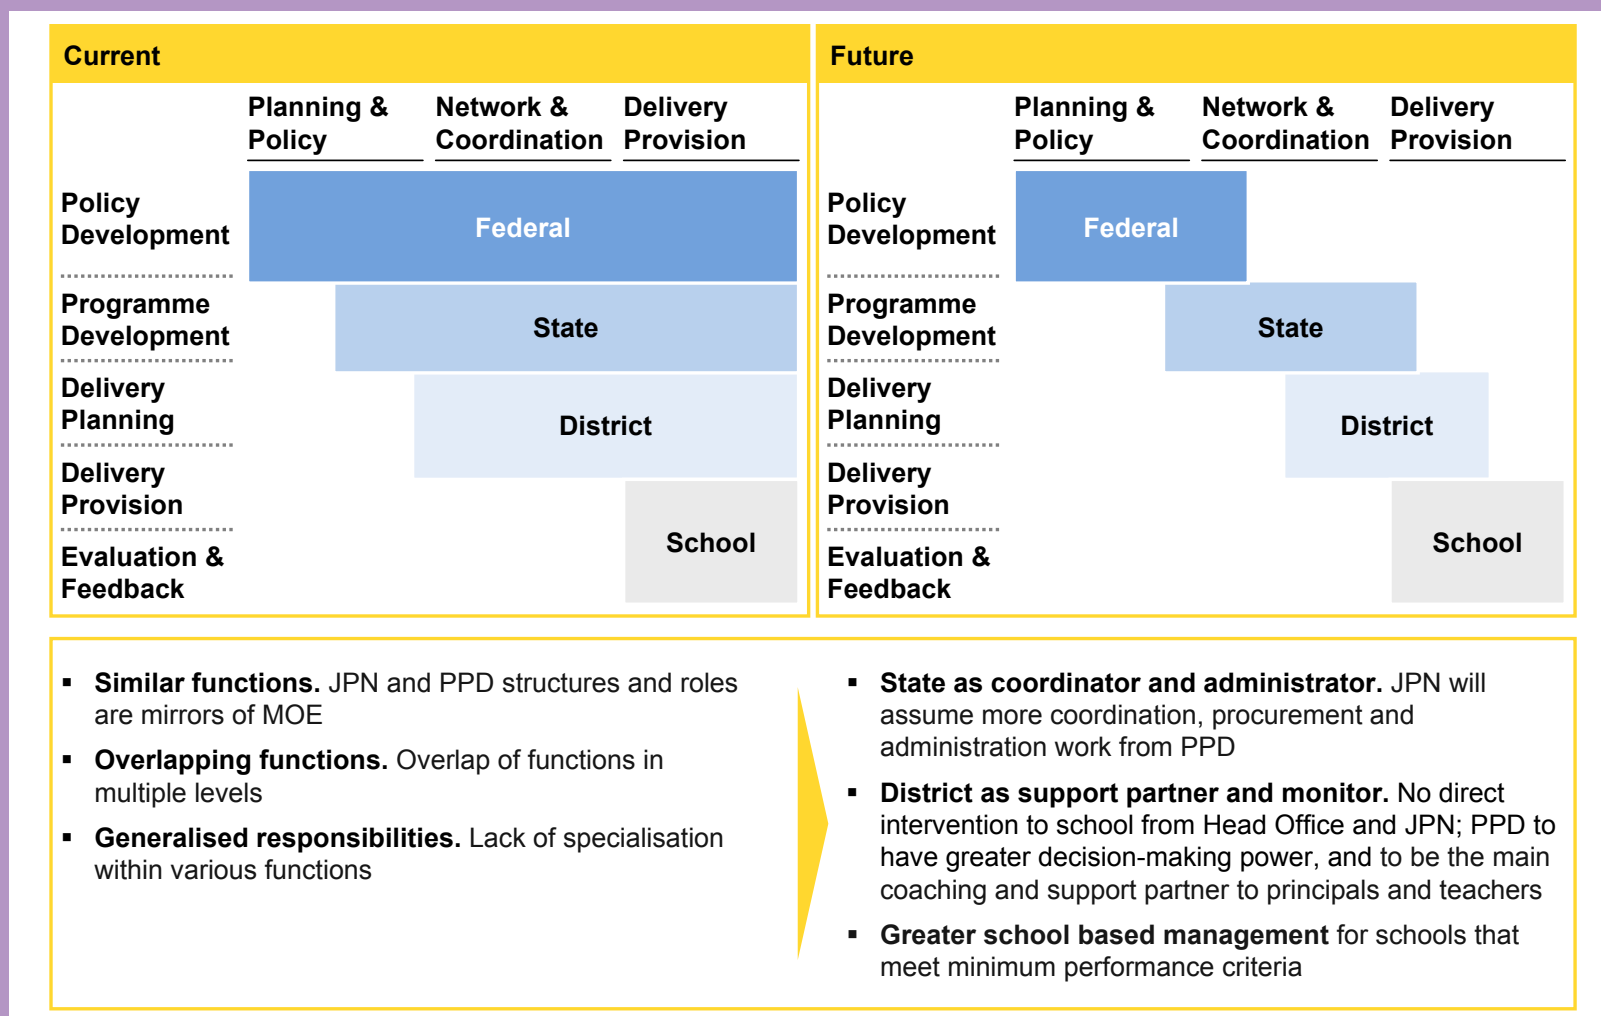 Current
Planning &
Policy
Network &
Coordination
Delivery
Provision
Policy
Development
Federal
Programme
Development
State
Delivery
Planning
District
Delivery
Provision
School
Evaluation &
Feedback
Future
Planning &
Policy
Network &
Coordination
Delivery
Provision
Policy
Development
Federal
Programme
Development
State
Delivery
Planning
District
Delivery
Provision
School
Evaluation &
Feedback
▪ Similar functions. JPN and PPD structures and roles
are mirrors of MOE
▪ Overlapping functions. Overlap of functions in
multiple levels
▪ Generalised responsibilities. Lack of specialisation
within various functions
▪ State as coordinator and administrator. JPN will
assume more coordination, procurement and
administration work from PPD
▪ District as support partner and monitor. No direct
intervention to school from Head Office and JPN; PPD to
have greater decision-making power, and to be the main
coaching and support partner to principals and teachers
▪ Greater school based management for schools that
meet minimum performance criteria